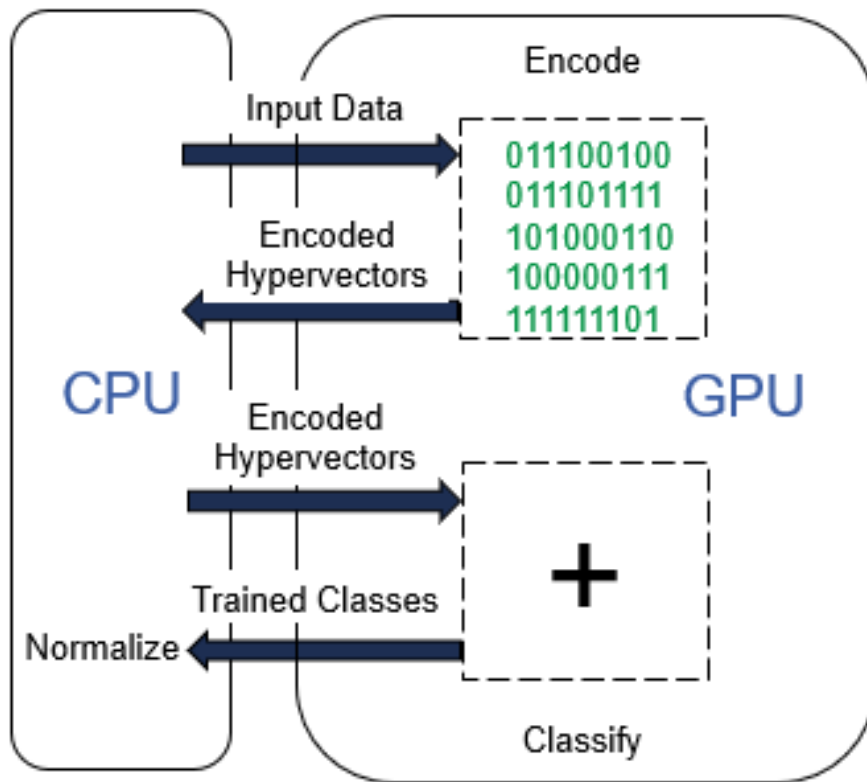 Encode
Input Data
011100100
011101111
101000110
100000111
111111101
Encoded
Hypervectors
CPU
GPU
Encoded
Hypervectors
+
Trained Classes
Normalize
Classify